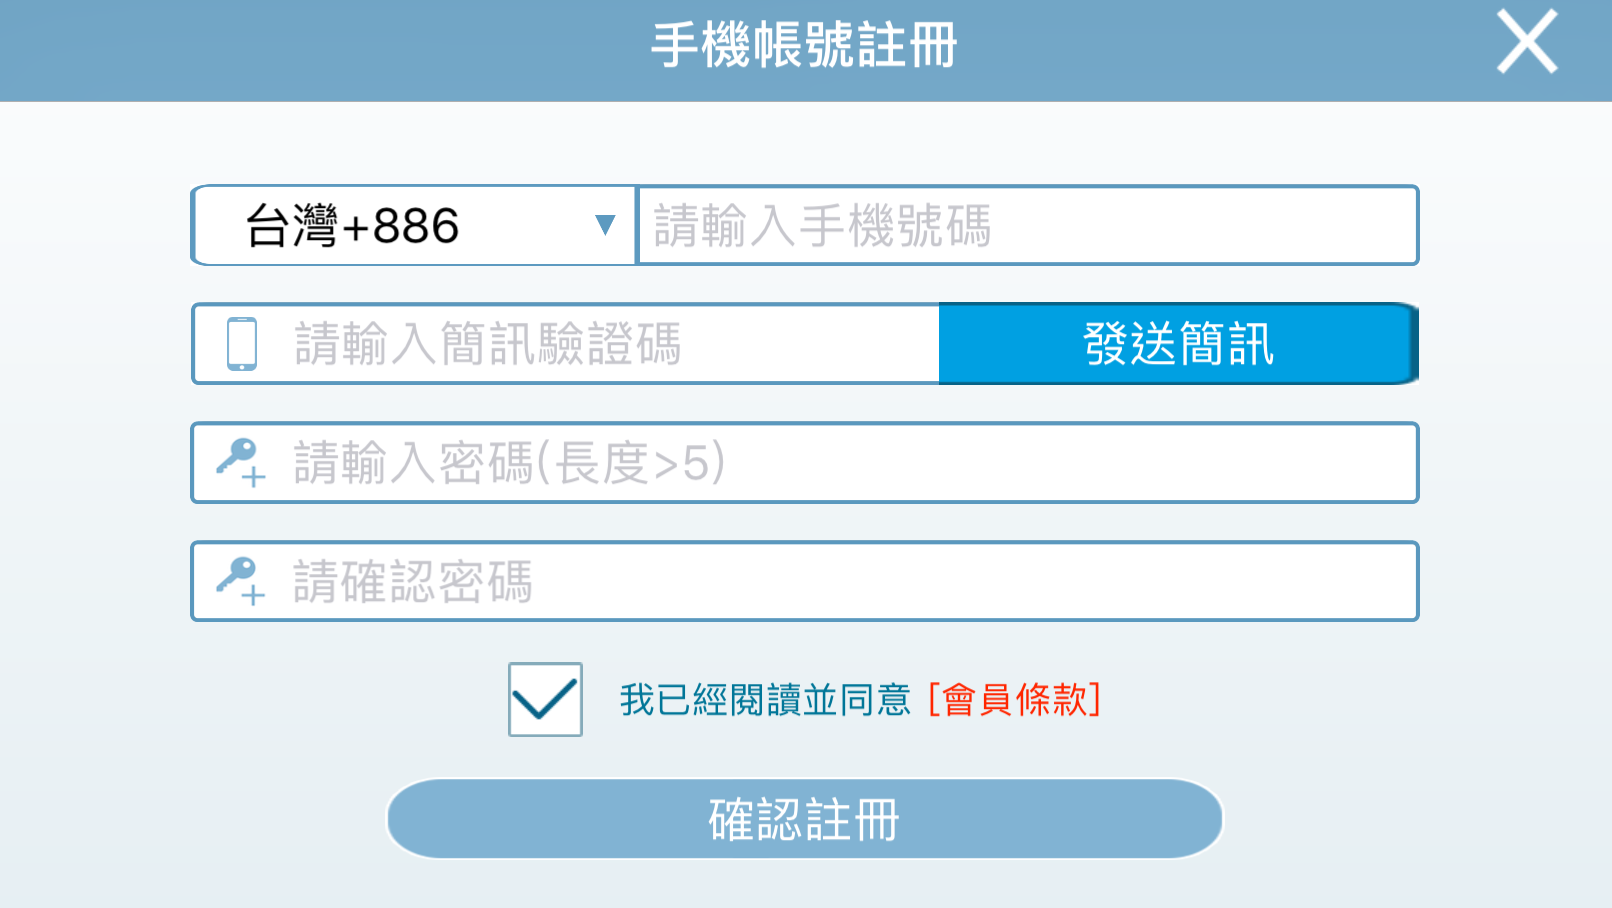 手機帳號註冊
台灣+886 ▼ 請輸入手機號碼
請輸入簡訊驗證碼 發送簡訊
請輸入密碼(長度>5)
請確認密碼
我已經閱讀並同意 [會員條款]
確認註冊